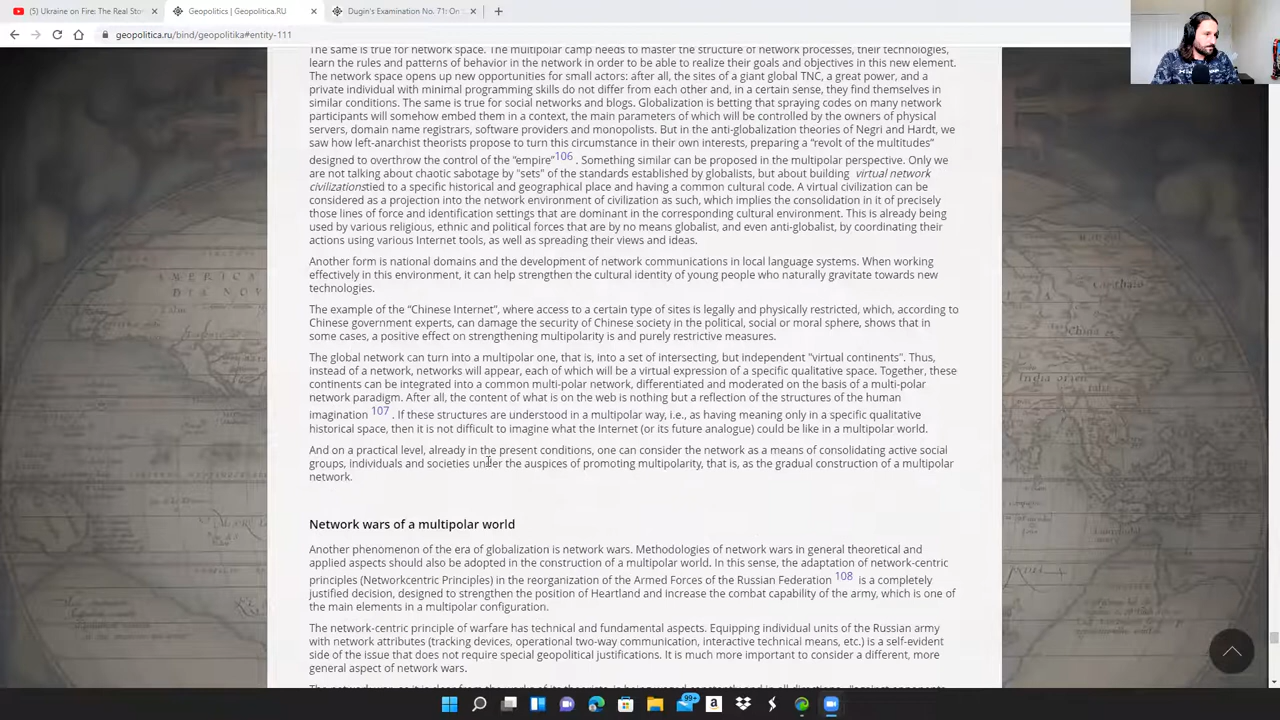 (5) Ukraine on Fire: The Real Sto
Geopolitics | Geopolitica.RU
Dugin's Examination No. 71: On
geopolitica.ru/bind/geopolitika#entity-111
The same is true for network space. The multipolar camp needs to master the structure of network processes, their technologies,
learn the rules and patterns of behavior in the network in order to be able to realize their goals and objectives in this new element.
The network space opens up new opportunities for small actors: after all, the sites of a giant global TNC, a great power, and a
private individual with minimal programming skills do not differ from each other and, in a certain sense, they find themselves in
similar conditions. The same is true for social networks and blogs. Globalization is betting that spraying codes on many network
participants will somehow embed them in a context, the main parameters of which will be controlled by the owners of physical
servers, domain name registrars, software providers and monopolists. But in the anti-globalization theories of Negri and Hardt, we
saw how left-anarchist theorists propose to turn this circumstance in their own interests, preparing a "revolt of the multitudes"
designed to overthrow the control of the "empire"106 . Something similar can be proposed in the multipolar perspective. Only we
are not talking about chaotic sabotage by "sets" of the standards established by globalists, but about building virtual network
civilizationstied to a specific historical and geographical place and having a common cultural code. A virtual civilization can be
considered as a projection into the network environment of civilization as such, which implies the consolidation in it of precisely
those lines of force and identification settings that are dominant in the corresponding cultural environment. This is already being
used by various religious, ethnic and political forces that are by no means globalist, and even anti-globalist, by coordinating their
actions using various Internet tools, as well as spreading their views and ideas.
Another form is national domains and the development of network communications in local language systems. When working
effectively in this environment, it can help strengthen the cultural identity of young people who naturally gravitate towards new
technologies.
The example of the "Chinese Internet", where access to a certain type of sites is legally and physically restricted, which, according to
Chinese government experts, can damage the security of Chinese society in the political, social or moral sphere, shows that in
some cases, a positive effect on strengthening multipolarity is and purely restrictive measures.
The global network can turn into a multipolar one, that is, into a set of intersecting, but independent "virtual continents". Thus,
instead of a network, networks will appear, each of which will be a virtual expression of a specific qualitative space. Together, these
continents can be integrated into a common multi-polar network, differentiated and moderated on the basis of a multi-polar
network paradigm. After all, the content of what is on the web is nothing but a reflection of the structures of the human
imagination 107 . If these structures are understood in a multipolar way, i.e., as having meaning only in a specific qualitative
historical space, then it is not difficult to imagine what the Internet (or its future analogue) could be like in a multipolar world.
And on a practical level, already in the present conditions, one can consider the network as a means of consolidating active social
groups, individuals and societies under the auspices of promoting multipolarity, that is, as the gradual construction of a multipolar
network.
Network wars of a multipolar world
Another phenomenon of the era of globalization is network wars. Methodologies of network wars in general theoretical and
applied aspects should also be adopted in the construction of a multipolar world. In this sense, the adaptation of network-centric
principles (Networkcentric Principles) in the reorganization of the Armed Forces of the Russian Federation 108 is a completely
justified decision, designed to strengthen the position of Heartland and increase the combat capability of the army, which is one of
the main elements in a multipolar configuration.
The network-centric principle of warfare has technical and fundamental aspects. Equipping individual units of the Russian army
with network attributes (tracking devices, operational two-way communication, interactive technical means, etc.) is a self-evident
side of the issue that does not require special geopolitical justifications. It is much more important to consider a different, more
general aspect of network wars.
99+